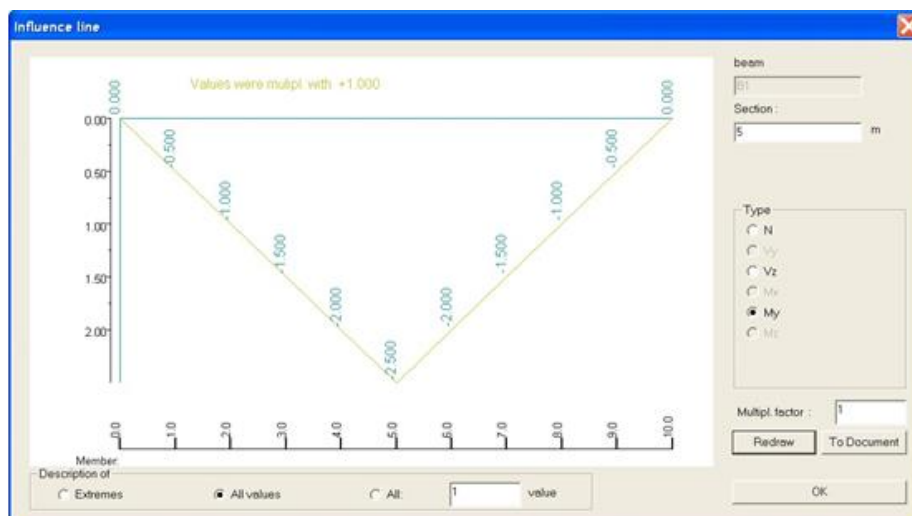 Influence line
Values were mutipl. with +1.000
0.000
0.000
0.00
0.50
1.00
1.50
2.00
-0.500
-1.000
-1.500
-2.000
-2.500
-2.000
-1.500
-1.000
-0.500
0.0
1.0
2.0
3.0
4.0
5.0
6.0
7.0
8.0
9.0
10.0
Member:
Description of
Extremes
All values
All:
1
value
beam
B1
Section :
5
m
Type
N
Vy
Vz
Mx
My
Mz
Multipl. factor :
1
Redraw
To Document
OK